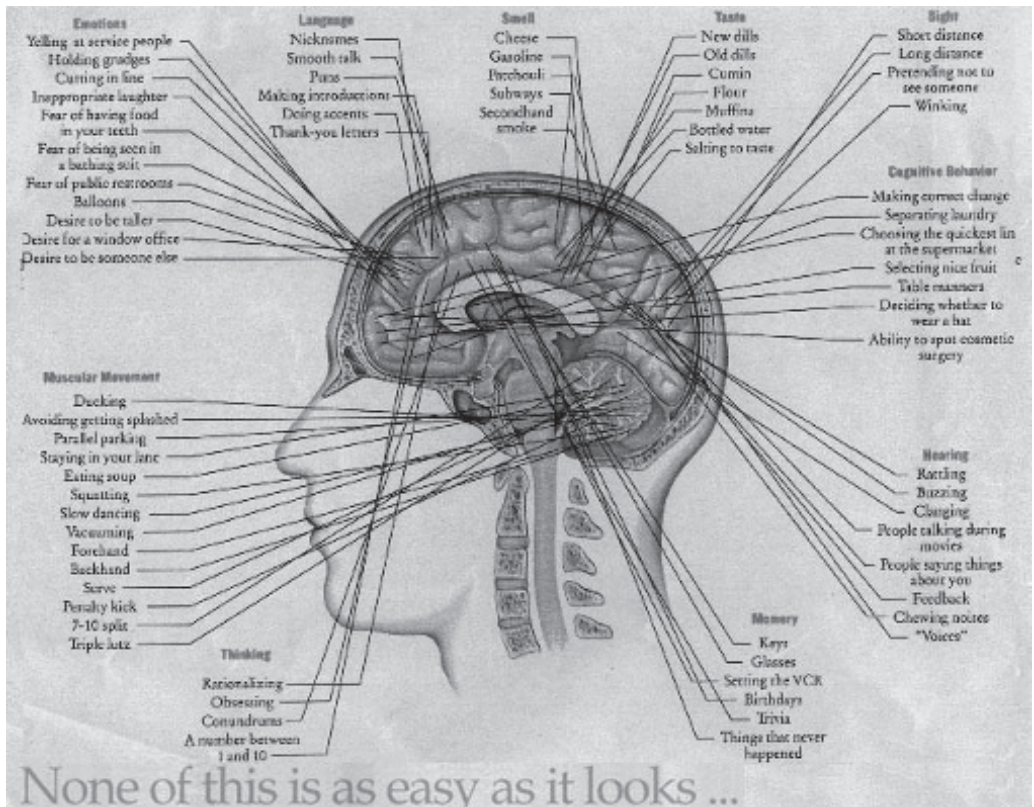 Emotions
Yelling at service people
Holding grudges
Cutting in line
Inappropriate laughter
Fear of having food
in your teeth
Fear of being seen in
a bathing suit
Fear of public restrooms
Balloons
Desire to be taller
Desire for a window office
Desire to be someone else
Language
Nicknames
Smooth talk
Puns
Making introductions
Doing accents
Thank-you letters
Smell
Cheese
Gasoline
Patchouli
Subways
Secondhand
smoke
Taste
New dills
Old dills
Cumin
Flour
Muffins
Bottled water
Salting to taste
Sight
Short distance
Long distance
Pretending not to
see someone
Winking
Cognitive Behavior
Making correct change
Separating laundry
Choosing the quickest lin
at the supermarket
Selecting nice fruit
Table manners
Deciding whether to
wear a hat
Ability to spot cosmetic
surgery
Muscular Movement
Ducking
Avoiding getting splashed
Parallel parking
Staying in your lane
Eating soup
Squatting
Slow dancing
Vacuuming
Forehand
Backhand
Serve
Penalty kick
7-10 split
Triple lutz
Hearing
Rattling
Buzzing
Clanging
People talking during
movies
People saying things
about you
Feedback
Chewing noises
"Voices"
Thinking
Rationalizing
Obsessing
Conundrums
A number between
1 and 10
Memory
Keys
Glasses
Setting the VCR
Birthdays
Trivia
Things that never
happened
None of this is as easy as it looks ...